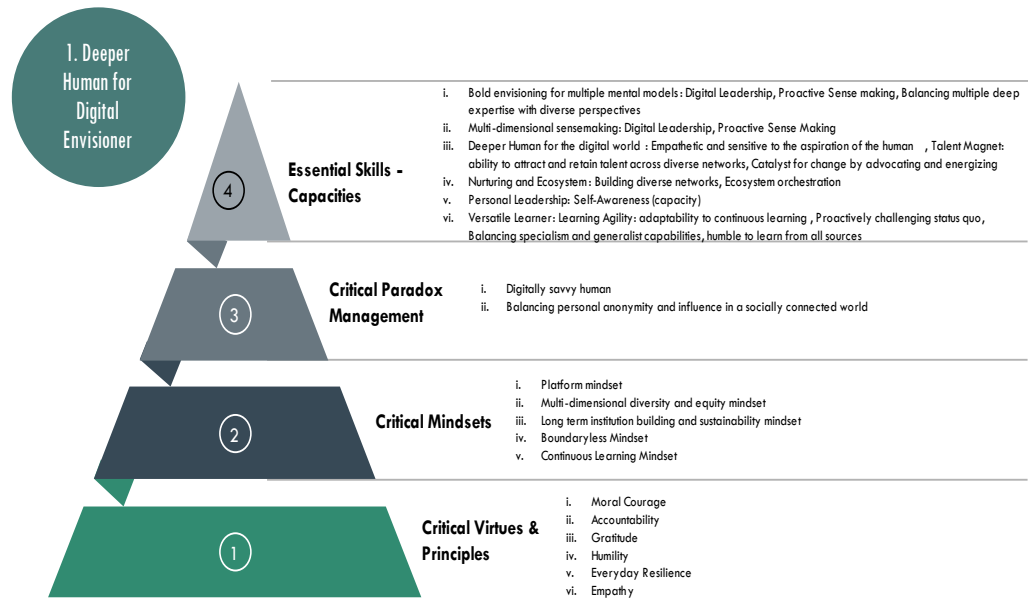 1. Deeper
Human for
Digital
Envisioner
4
Essential Skills -
Capacities
i. Bold envisioning for multiple mental models: Digital Leadership, Proactive Sense making, Balancing multiple deep
expertise with diverse perspectives
ii. Multi-dimensional sensemaking: Digital Leadership, Proactive Sense Making
iii. Deeper Human for the digital world : Empathetic and sensitive to the aspiration of the human , Talent Magnet:
ability to attract and retain talent across diverse networks, Catalyst for change by advocating and energizing
iv. Nurturing and Ecosystem: Building diverse networks, Ecosystem orchestration
v. Personal Leadership: Self-Awareness (capacity)
vi. Versatile Learner: Learning Agility: adaptability to continuous learning , Proactively challenging status quo,
Balancing specialism and generalist capabilities, humble to learn from all sources
3
Critical Paradox
Management
i. Digitally savvy human
ii. Balancing personal anonymity and influence in a socially connected world
2
Critical Mindsets
i. Platform mindset
ii. Multi-dimensional diversity and equity mindset
iii. Long term institution building and sustainability mindset
iv. Boundaryless Mindset
v. Continuous Learning Mindset
1
Critical Virtues &
Principles
i. Moral Courage
ii. Accountability
iii. Gratitude
iv. Humility
v. Everyday Resilience
vi. Empathy